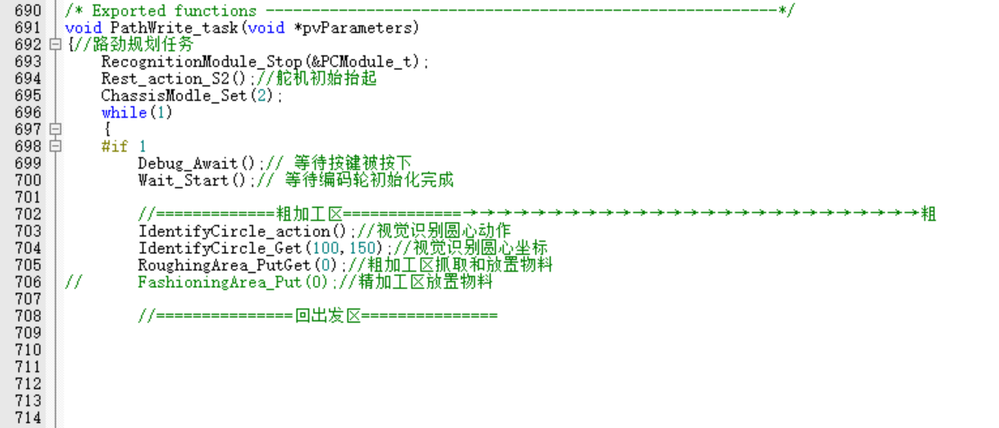 690 /* Exported functions --------------------------------------------------------*/
691 void PathWrite_task(void *pvParameters)
692 {//路劲规划任务
693 RecognitionModule_Stop(&PCModule_t);
694 Rest_action_S2();//舵机初始抬起
695 ChassisModle_Set(2);
696 while(1)
697 {
698 #if 1
699 Debug_Await();// 等待按键被按下
700 Wait_Start();// 等待编码轮初始化完成
701
702 //=============粗加工区=============→→→→→→→→→→→→→→→→→→→→→→→→→→→→→→→→→→→→→→→→粗
703 IdentifyCircle_action();//视觉识别圆心动作
704 IdentifyCircle_Get(100,150);//视觉识别圆心坐标
705 RoughingArea_PutGet(0);//粗加工区抓取和放置物料
706 // FashioningArea_Put(0);//精加工区放置物料
707
708 //===============回出发区===============
709
710
711
712
713
714